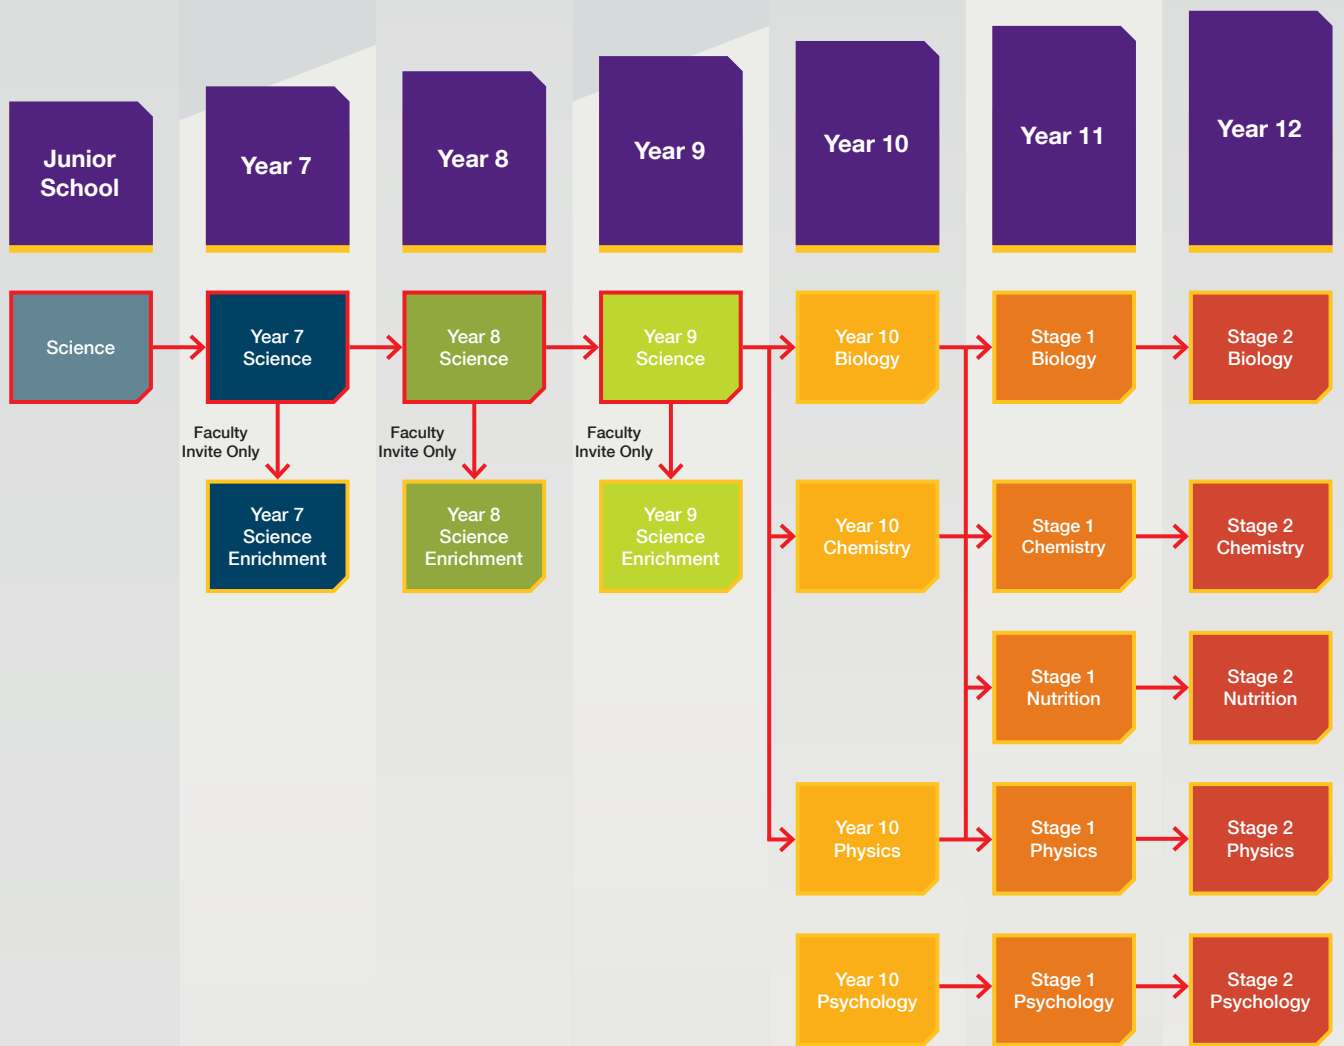 Junior
School
Year 7
Year 8
Year 9
Year 10
Year 11
Year 12
Science
Year 7
Science
Year 8
Science
Year 9
Science
Year 10
Biology
Stage 1
Biology
Stage 2
Biology
Faculty
Invite Only
Faculty
Invite Only
Faculty
Invite Only
Year 7
Science
Enrichment
Year 8
Science
Enrichment
Year 9
Science
Enrichment
Year 10
Chemistry
Stage 1
Chemistry
Stage 2
Chemistry
Stage 1
Nutrition
Stage 2
Nutrition
Year 10
Physics
Stage 1
Physics
Stage 2
Physics
Year 10
Psychology
Stage 1
Psychology
Stage 2
Psychology